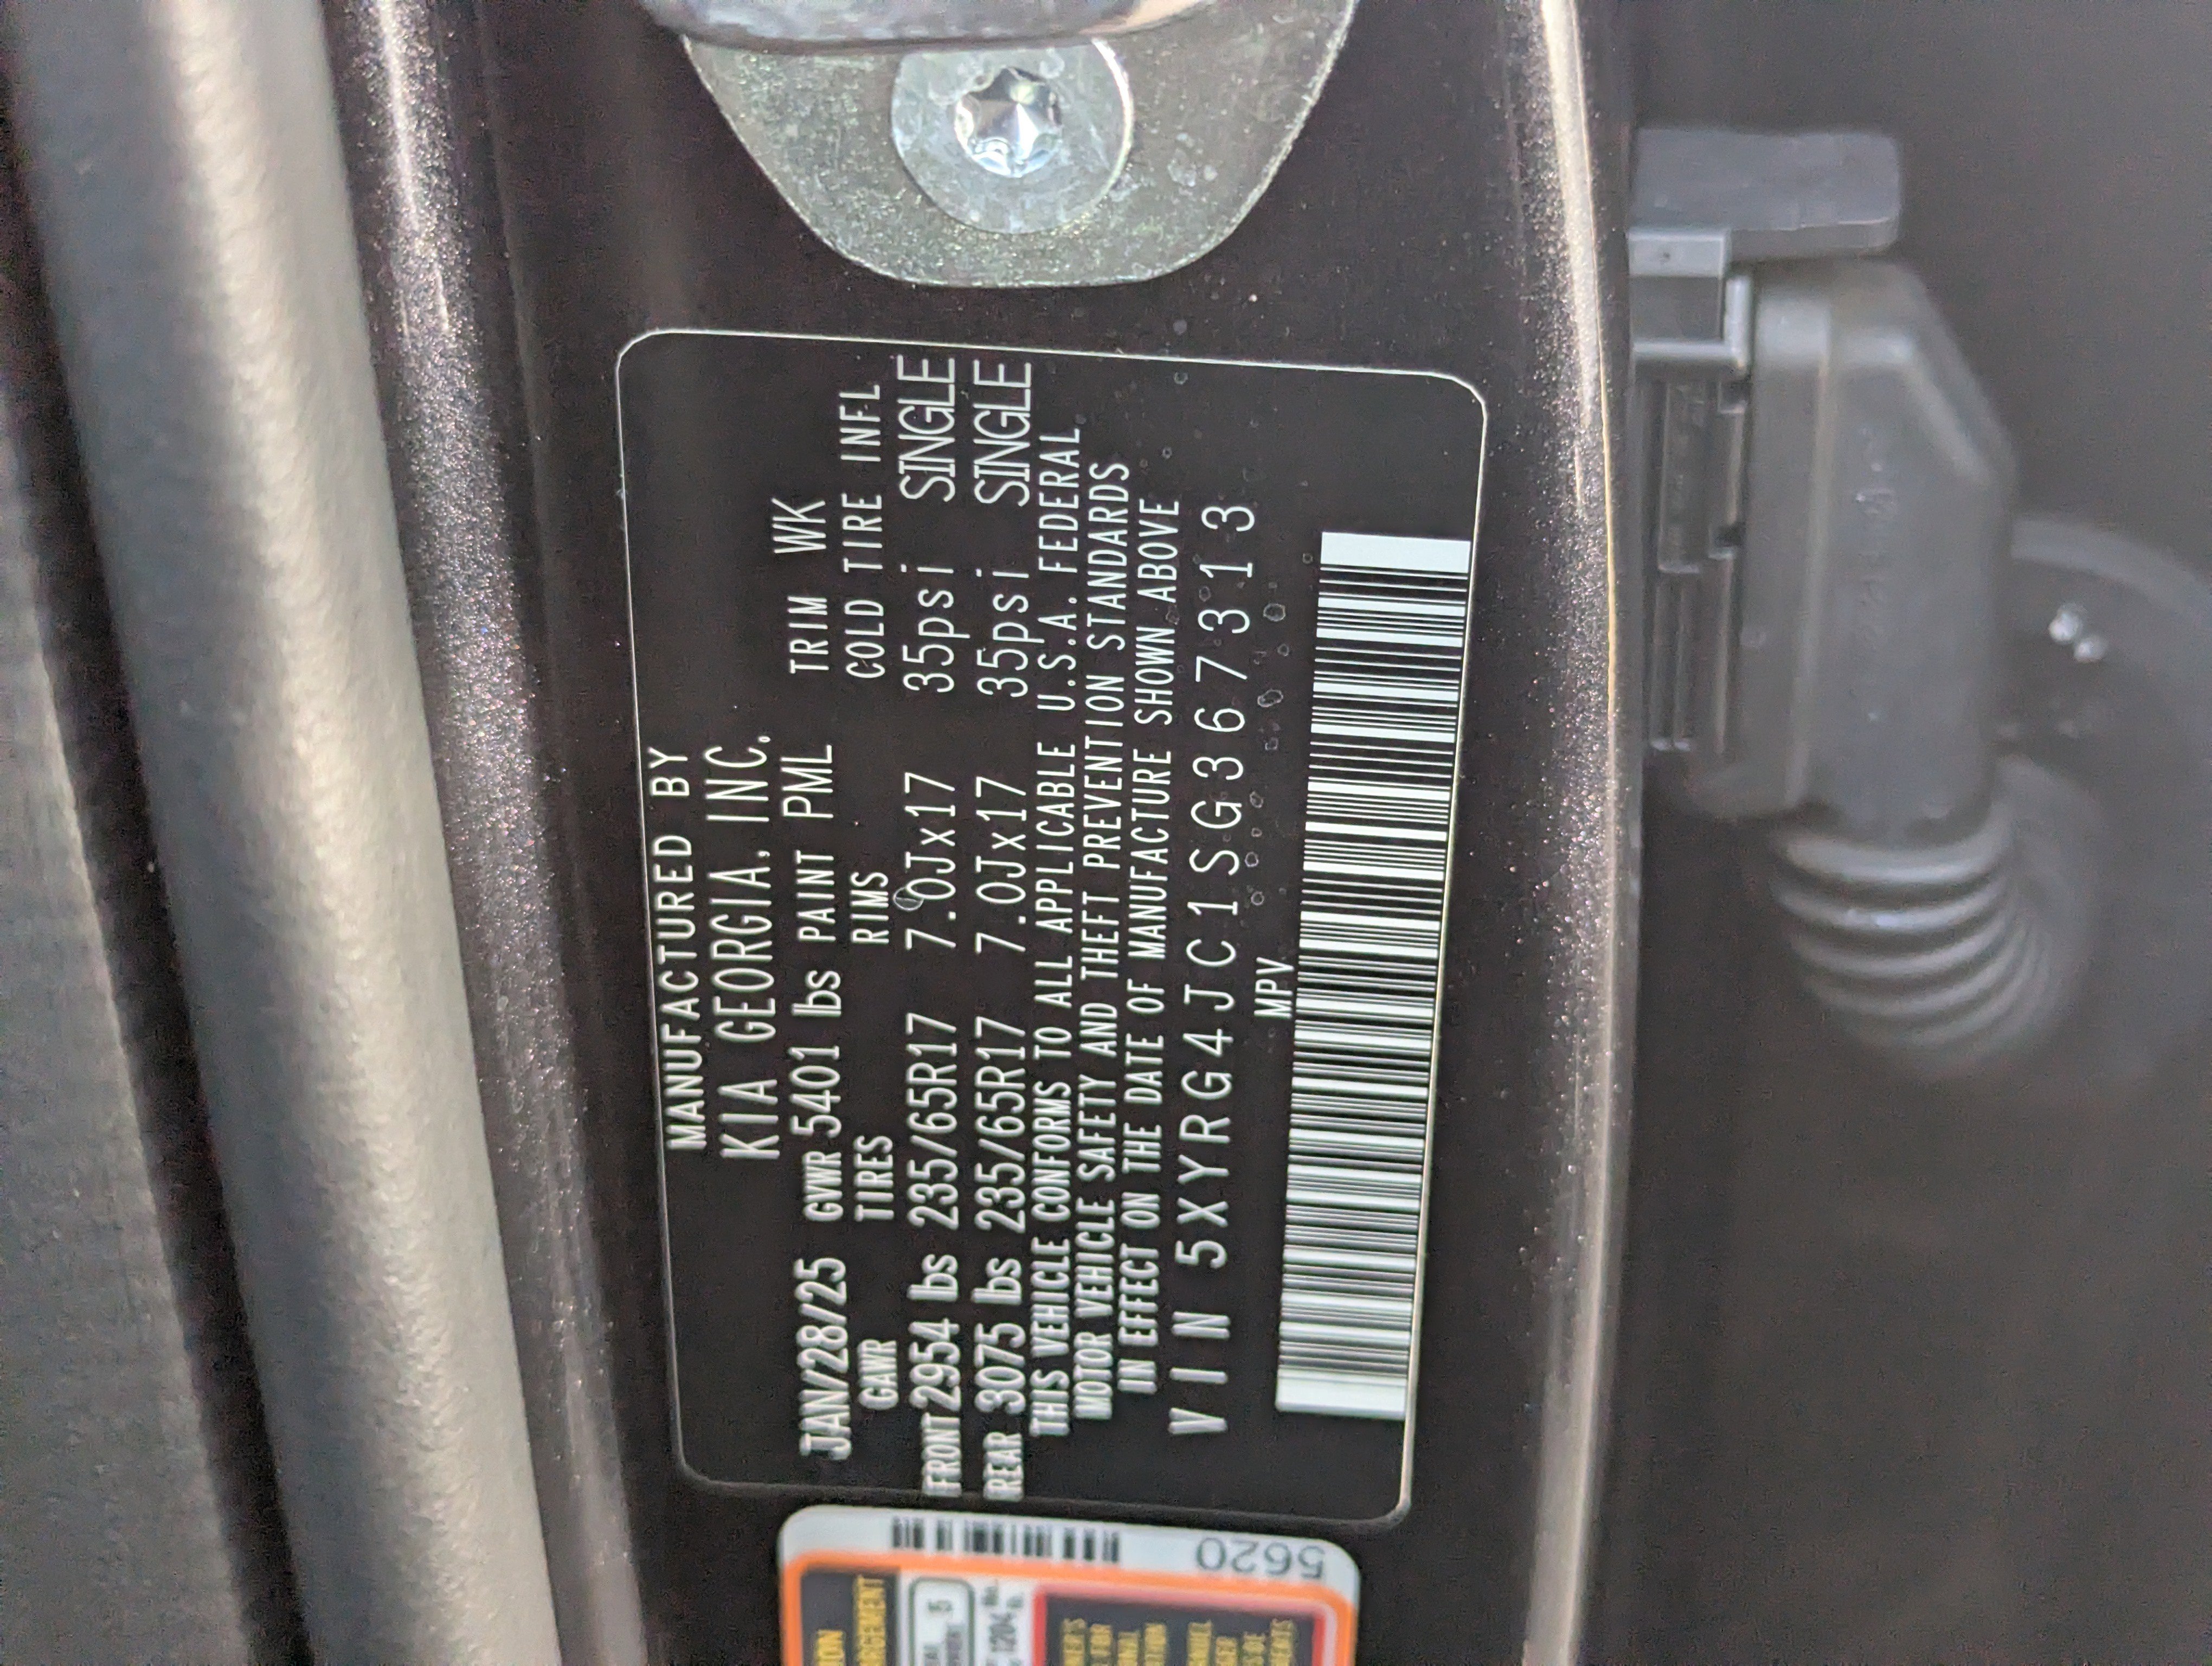 MANUFACTURED BY
KIA GEORGIA, INC.
JAN/28/25 GVWR 5401 lbs PAINT PML TRIM WK
GAWR TIRES RIMS COLD TIRE INFL
FRONT 2954 lbs 235/65R17 7.0Jx17 35psi SINGLE
REAR 3075 lbs 235/65R17 7.0Jx17 35psi SINGLE
THIS VEHICLE CONFORMS TO ALL APPLICABLE U.S.A. FEDERAL
MOTOR VEHICLE SAFETY AND THEFT PREVENTION STANDARDS
IN EFFECT ON THE DATE OF MANUFACTURE SHOWN ABOVE
VIN 5XYRG4JC1SG367313
MPV
5620